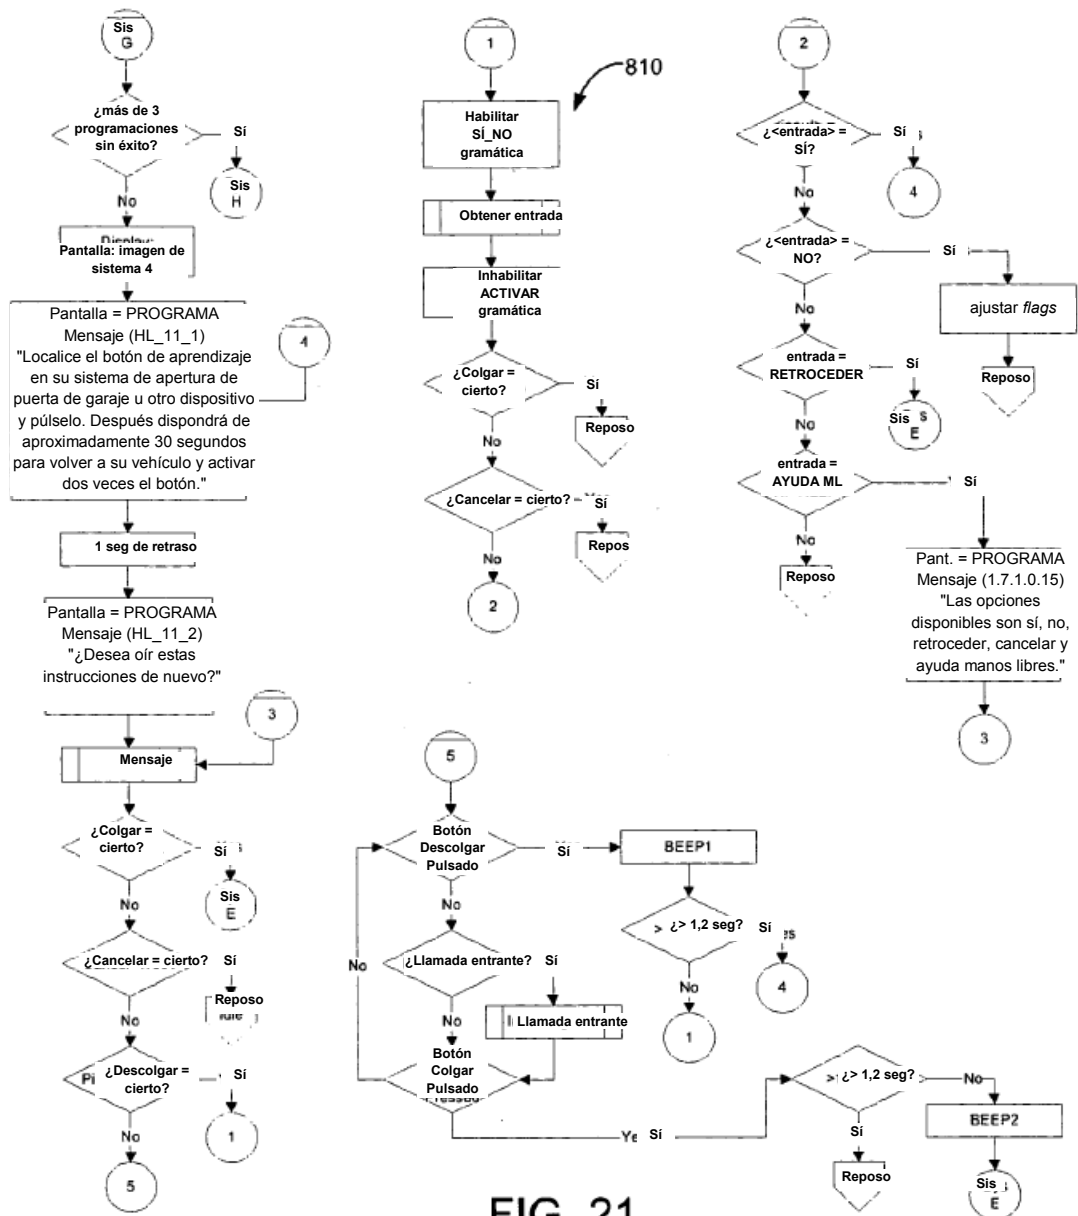 Sis
G
¿más de 3
programaciones
sin éxito?
Sí
Sis
H
No
Pantalla: imagen de
sistema 4
Pantalla = PROGRAMA
Mensaje (HL_11_1)
"Localice el botón de aprendizaje
en su sistema de apertura de
puerta de garaje u otro dispositivo
y púlselo. Después dispondrá de
aproximadamente 30 segundos
para volver a su vehículo y activar
dos veces el botón."
4
1 seg de retraso
Pantalla = PROGRAMA
Mensaje (HL_11_2)
"¿Desea oír estas
instrucciones de nuevo?"
3
Mensaje
¿Colgar =
cierto?
Sí
Sis
E
No
¿Cancelar = cierto?
Sí
Reposo
No
¿Descolgar =
cierto?
Sí
1
No
5
1
810
Habilitar
SÍ_NO
gramática
Obtener entrada
Inhabilitar
ACTIVAR
gramática
¿Colgar =
cierto?
Sí
Reposo
No
¿Cancelar = cierto?
Sí
Repos
No
2
2
¿<entrada> =
SÍ?
Sí
4
No
¿<entrada> =
NO?
Sí
ajustar flags
Reposo
No
entrada =
RETROCEDER
Sí
Sis
E
No
entrada =
AYUDA ML
Sí
No
Reposo
Pant. = PROGRAMA
Mensaje (1.7.1.0.15)
"Las opciones
disponibles son sí, no,
retroceder, cancelar y
ayuda manos libres."
3
5
Botón
Descolgar
Pulsado
Sí
BEEP1
No
> ¿> 1,2 seg?
Sí
4
No
1
¿Llamada entrante?
Sí
Llamada entrante
No
No
Botón
Colgar
Pulsado
Ye Sí
¿> 1,2 seg?
No
BEEP2
Sí
Reposo
Sis
E
FIG. 21